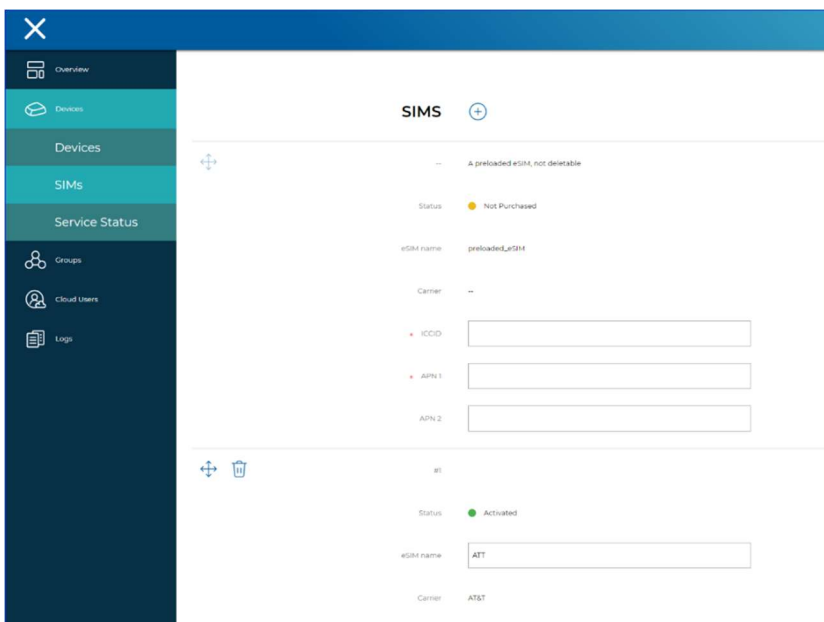 Overview
Devices
Devices
SIMs
Service Status
Groups
Cloud Users
Logs
SIMS
-- A preloaded eSIM, not deletable
Status Not Purchased
eSIM name preloaded_eSIM
Carrier --
* ICCID
* APN 1
APN 2
#1
Status Activated
eSIM name ATT
Carrier AT&T